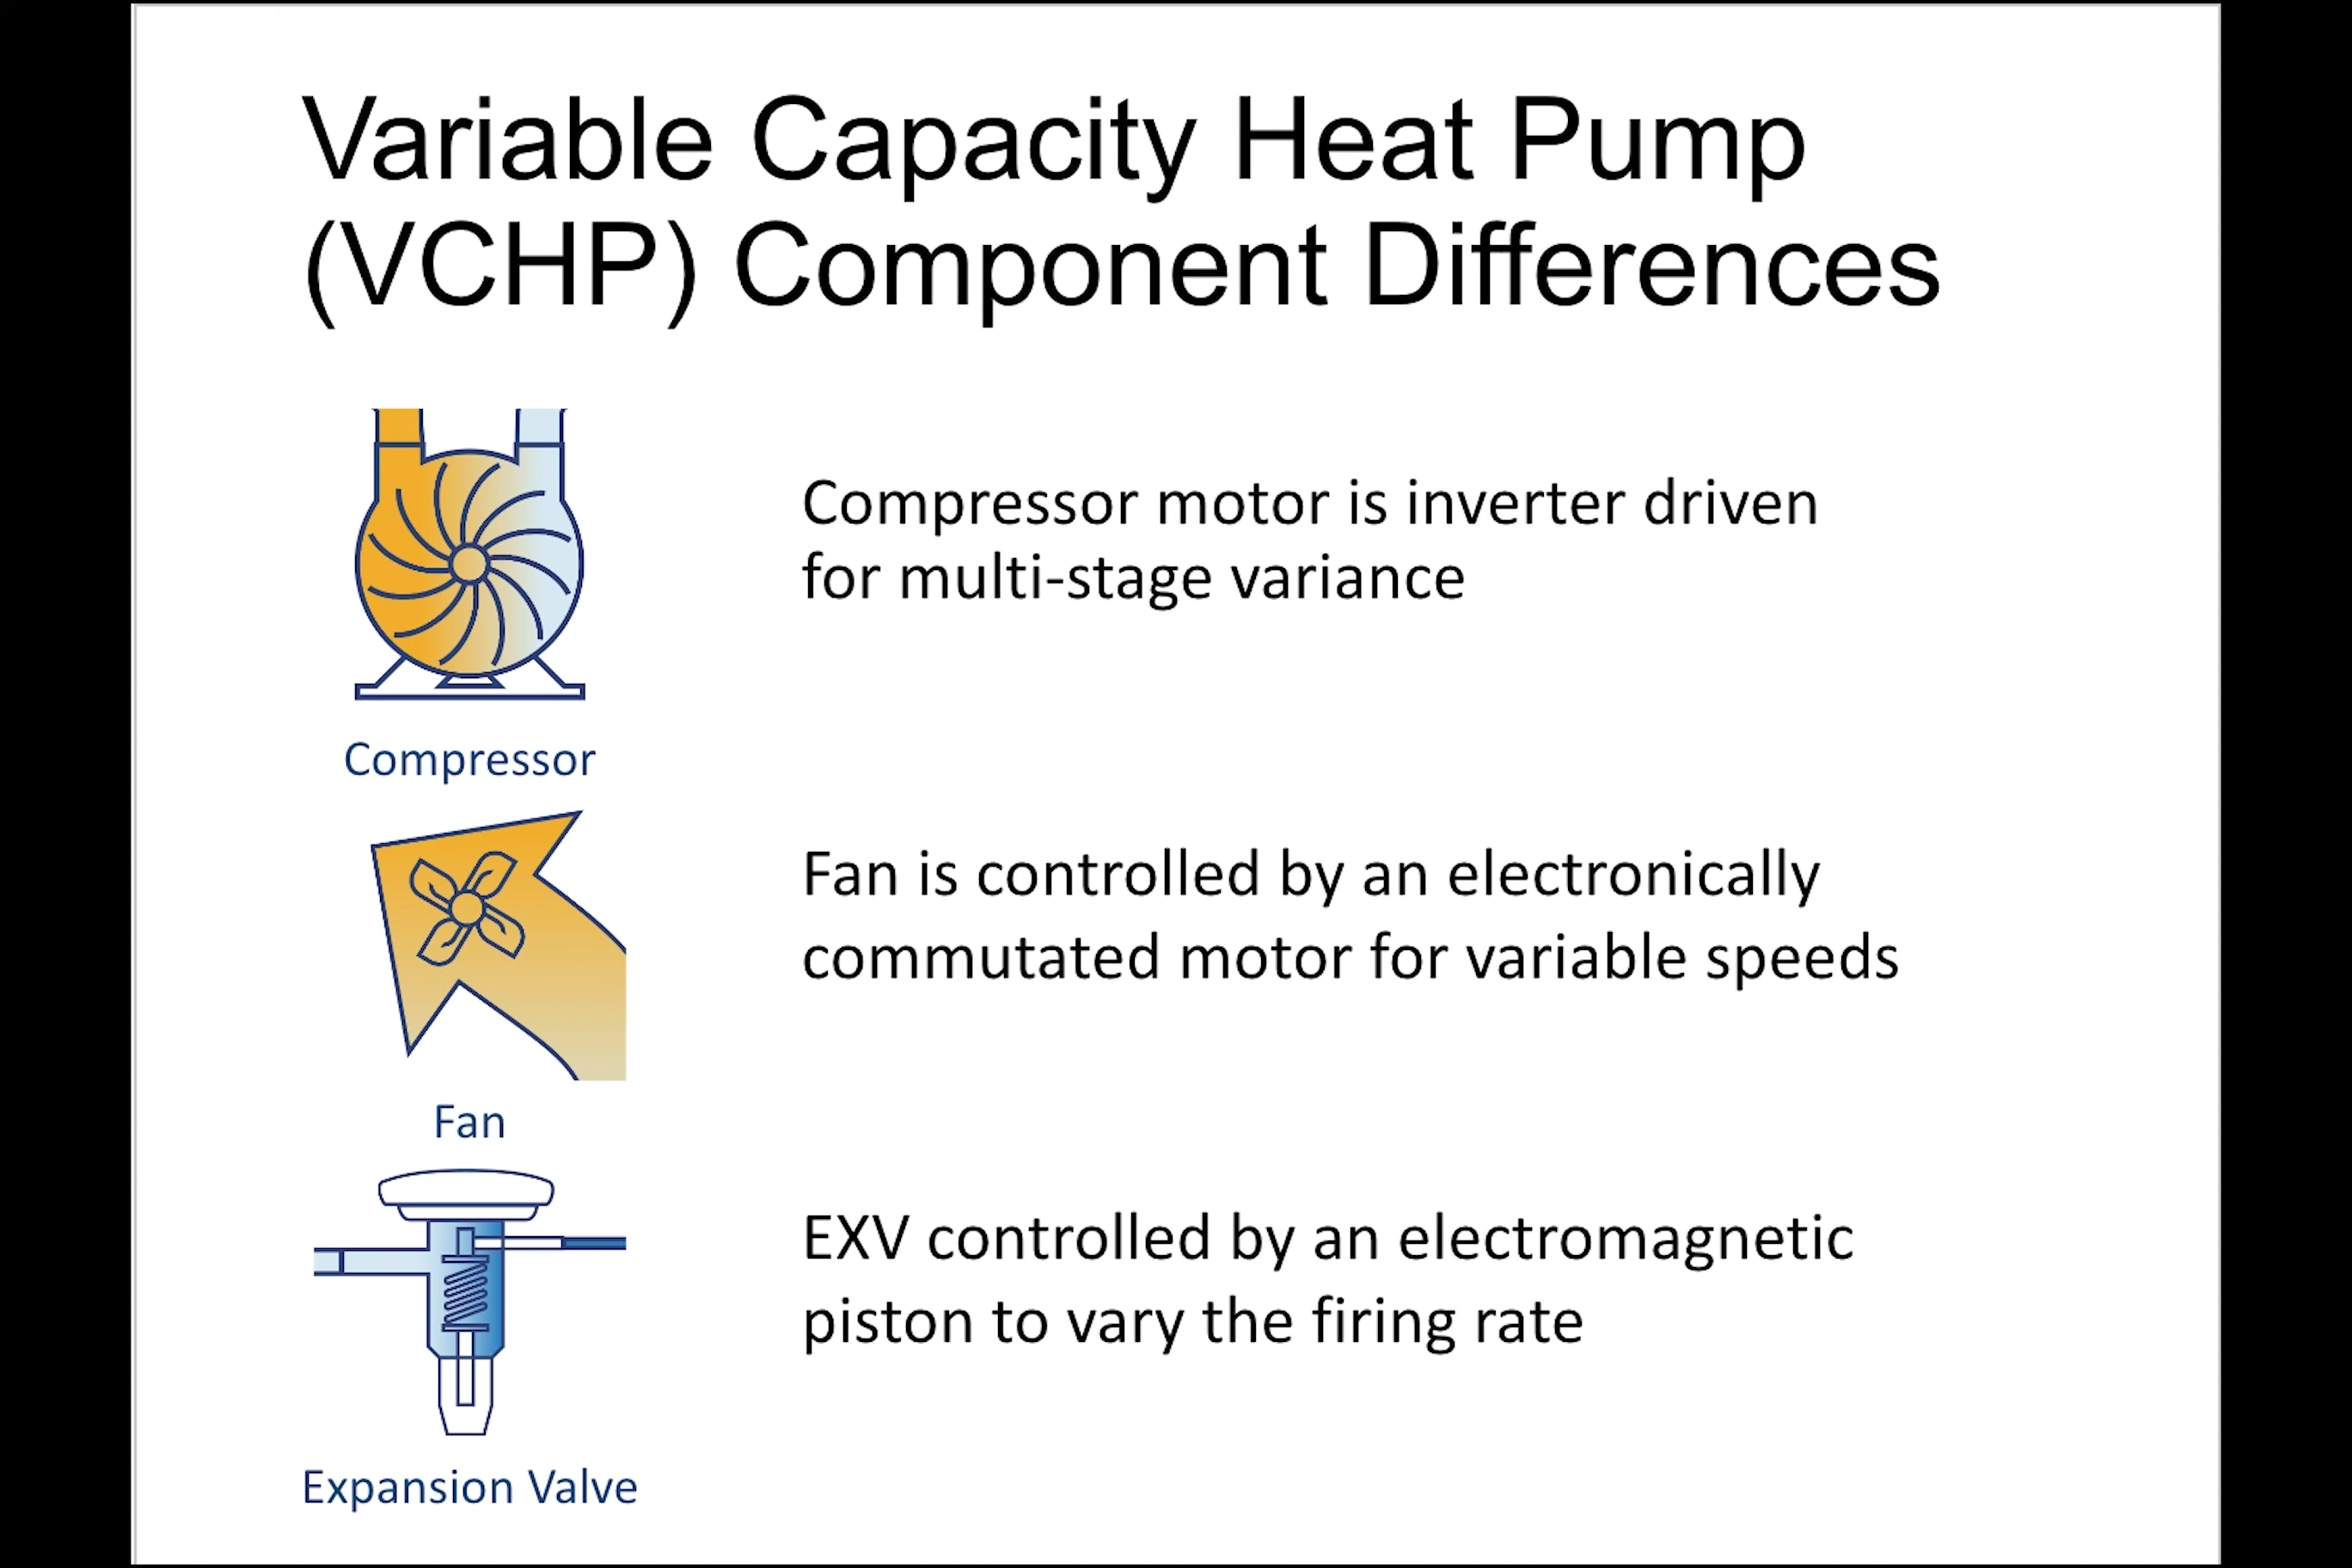 Variable Capacity Heat Pump
(VCHP) Component Differences
Compressor motor is inverter driven
for multi-stage variance
Compressor
Fan is controlled by an electronically
commutated motor for variable speeds
Fan
EXV controlled by an electromagnetic
piston to vary the firing rate
Expansion Valve